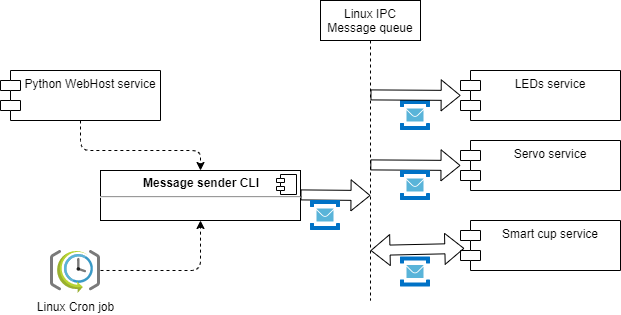 Linux IPC
Message queue
Python WebHost service
LEDs service
Servo service
Message sender CLI
Smart cup service
Linux Cron job